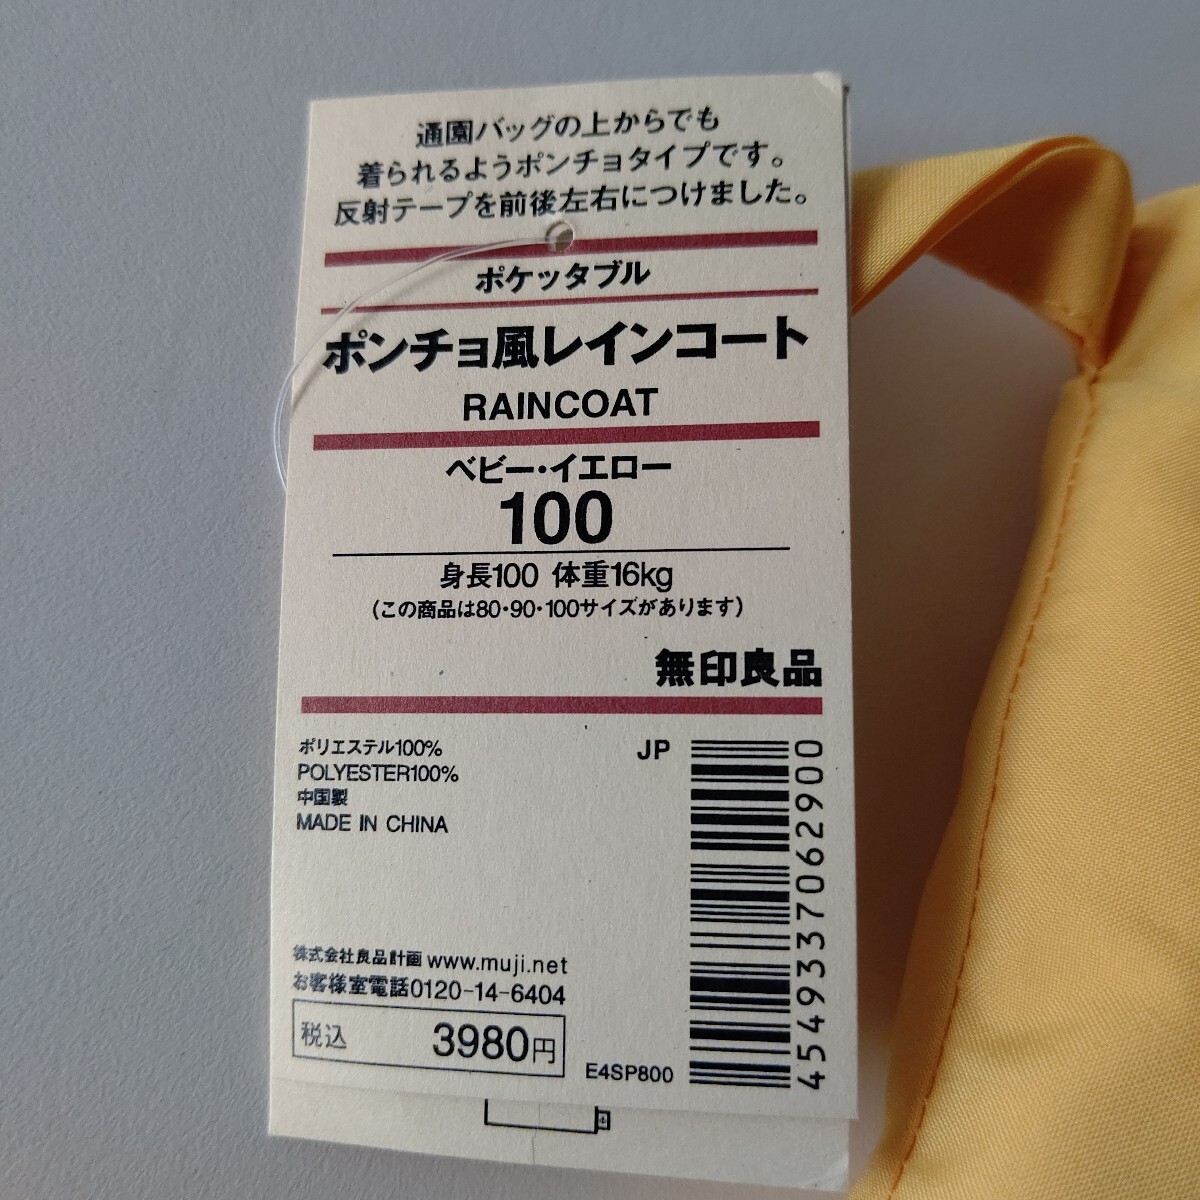 通園バッグの上からでも
着られるようポンチョタイプです。
反射テープを前後左右につけました。
ポケッタブル
ポンチョ風レインコート
RAINCOAT
ベビー・イエロー
100
身長100 体重16kg
(この商品は80・90・100サイズがあります)
無印良品
ポリエステル100%
POLYESTER100%
中国製
MADE IN CHINA
JP
4549337062900
株式会社良品計画 www.muji.net
お客様室電話0120-14-6404
税込 3980円
E4SP800